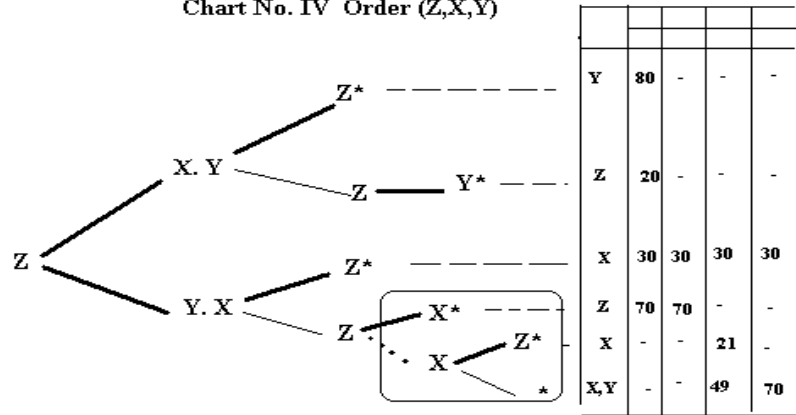 Chart No. IV Order (Z,X,Y)
Z* Y 80 - - -
X. Y
Z Y* Z 20 - - -
Z Z* X 30 30 30 30
Y. X
X* Z 70 70 - -
Z
Z* X - - 21 -
X
* X,Y - - 49 70